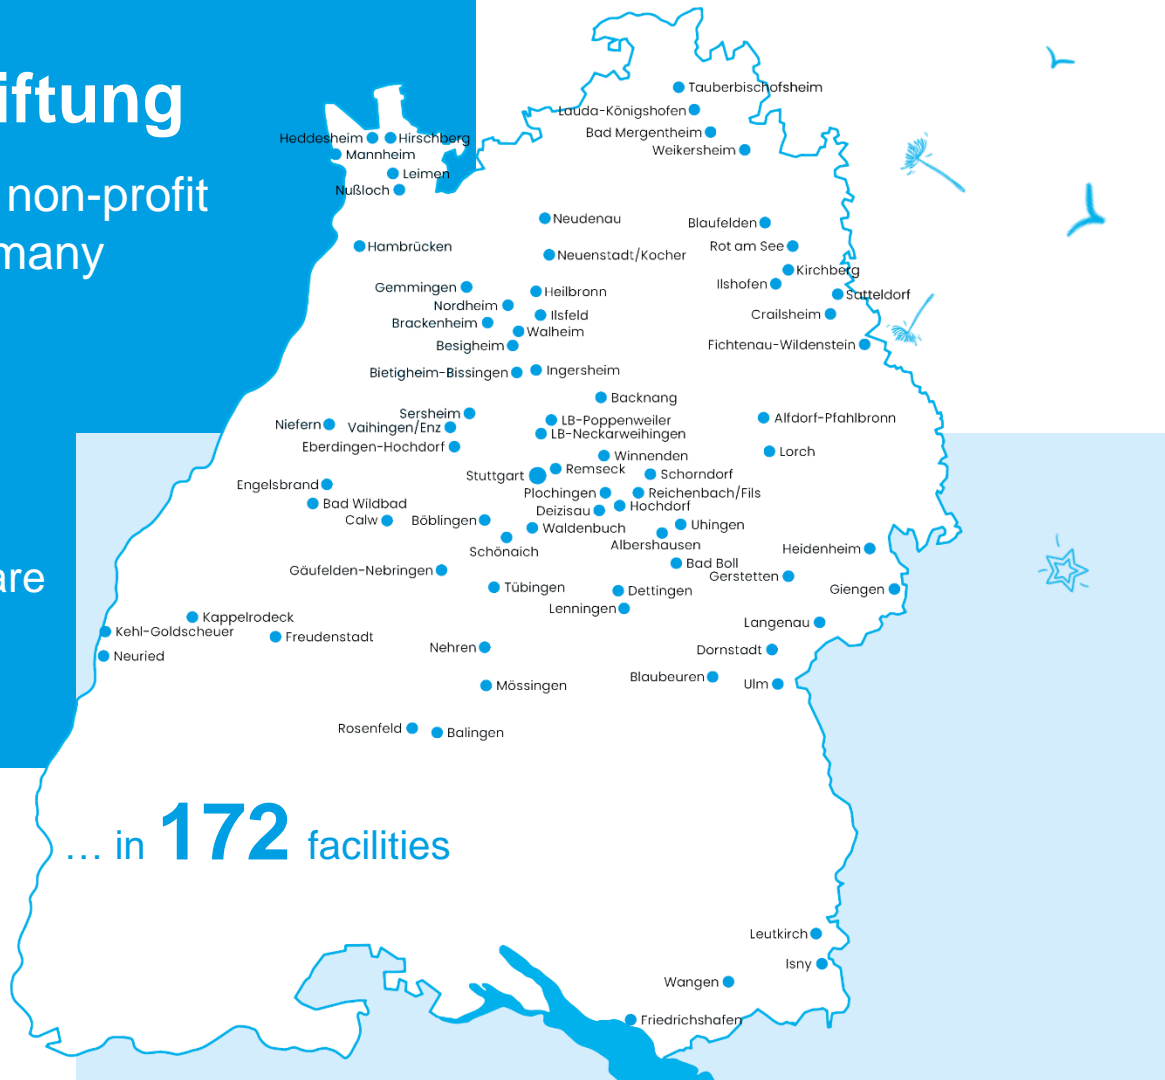 iftung
non-profit
many
are
Tauberbischofsheim
Lauda-Königshofen
Bad Mergentheim
Weikersheim
Heddesheim
Hirschberg
Mannheim
Leimen
Nußloch
Neudenau
Blaufelden
Hambrücken
Rot am See
Neuenstadt/Kocher
Kirchberg
Gemmingen
Ilshofen
Heilbronn
Satteldorf
Nordheim
Ilsfeld
Crailsheim
Brackenheim
Walheim
Besigheim
Fichtenau-Wildenstein
Bietigheim-Bissingen
Ingersheim
Backnang
Sersheim
Niefern
Vaihingen/Enz
LB-Poppenweiler
Alfdorf-Pfahlbronn
LB-Neckarweihingen
Eberdingen-Hochdorf
Winnenden
Lorch
Stuttgart
Remseck
Schorndorf
Engelsbrand
Plochingen
Reichenbach/Fils
Bad Wildbad
Deizisau
Hochdorf
Calw
Böblingen
Waldenbuch
Uhingen
Schönaich
Albershausen
Heidenheim
Gäufelden-Nebringen
Bad Boll
Gerstetten
Tübingen
Dettingen
Giengen
Lenningen
Kappelrodeck
Langenau
Kehl-Goldscheuer
Freudenstadt
Neuried
Nehren
Dornstadt
Mössingen
Blaubeuren
Ulm
Rosenfeld
Balingen
… in 172 facilities
Leutkirch
Isny
Wangen
Friedrichshafen